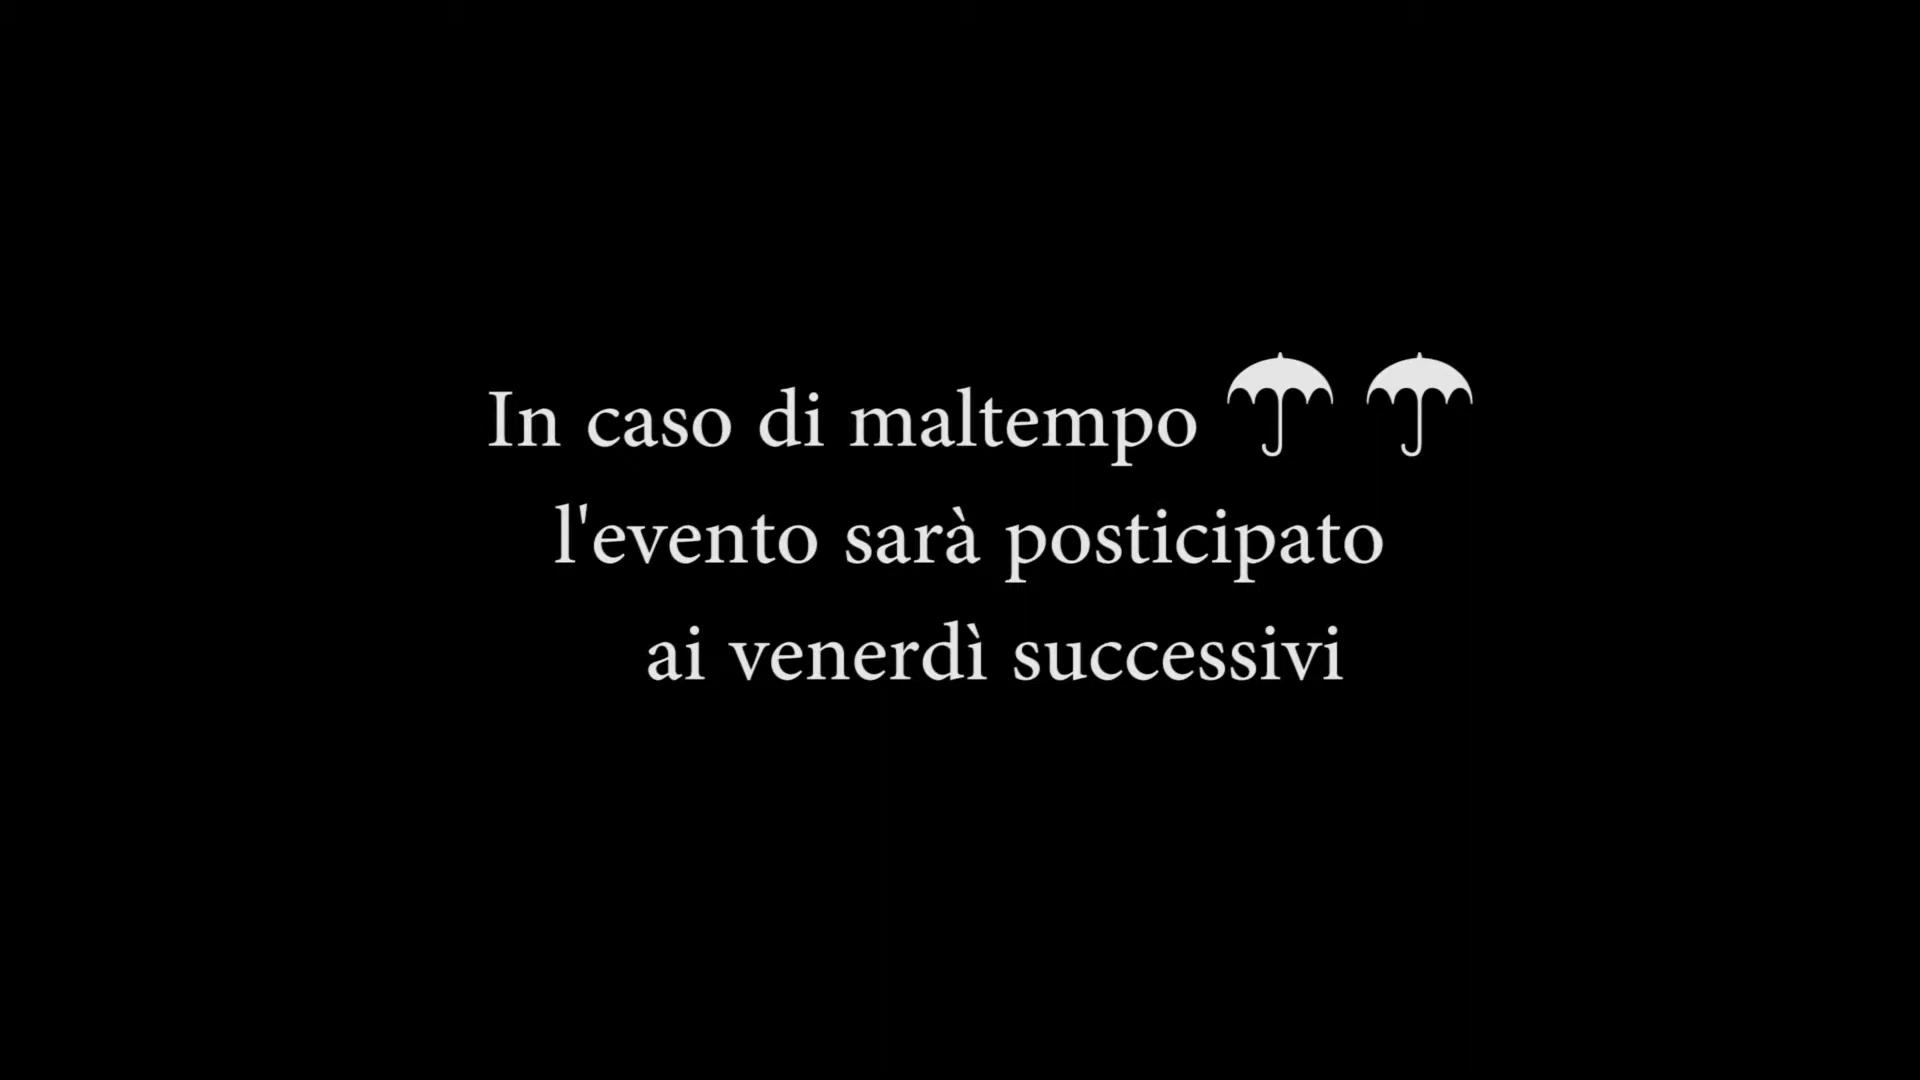 In caso di maltempo ☂ ☂
l'evento sarà posticipato
ai venerdì successivi